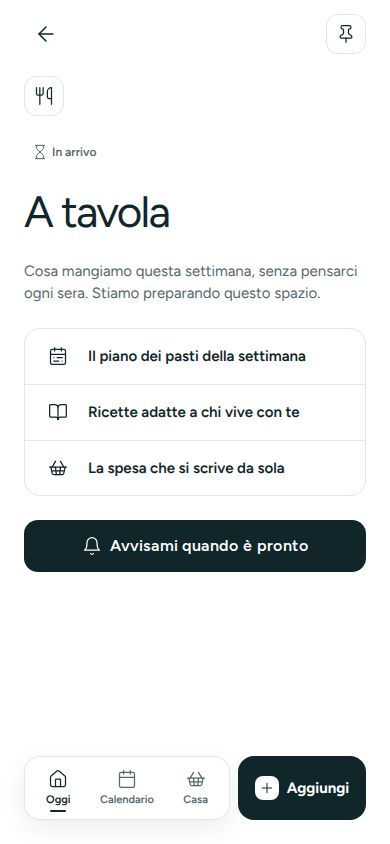 In arrivo
A tavola
Cosa mangiamo questa settimana, senza pensarci
ogni sera. Stiamo preparando questo spazio.
Il piano dei pasti della settimana
Ricette adatte a chi vive con te
La spesa che si scrive da sola
Avvisami quando è pronto
Oggi
Calendario
Casa
Aggiungi